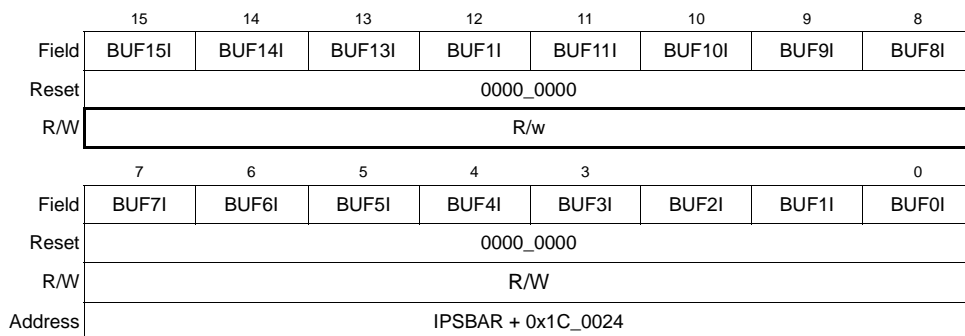 15 14 13 12 11 10 9 8
Field BUF15I BUF14I BUF13I BUF1I BUF11I BUF10I BUF9I BUF8I
Reset 0000_0000
R/W R/w
7 6 5 4 3 0
Field BUF7I BUF6I BUF5I BUF4I BUF3I BUF2I BUF1I BUF0I
Reset 0000_0000
R/W R/W
Address IPSBAR + 0x1C_0024